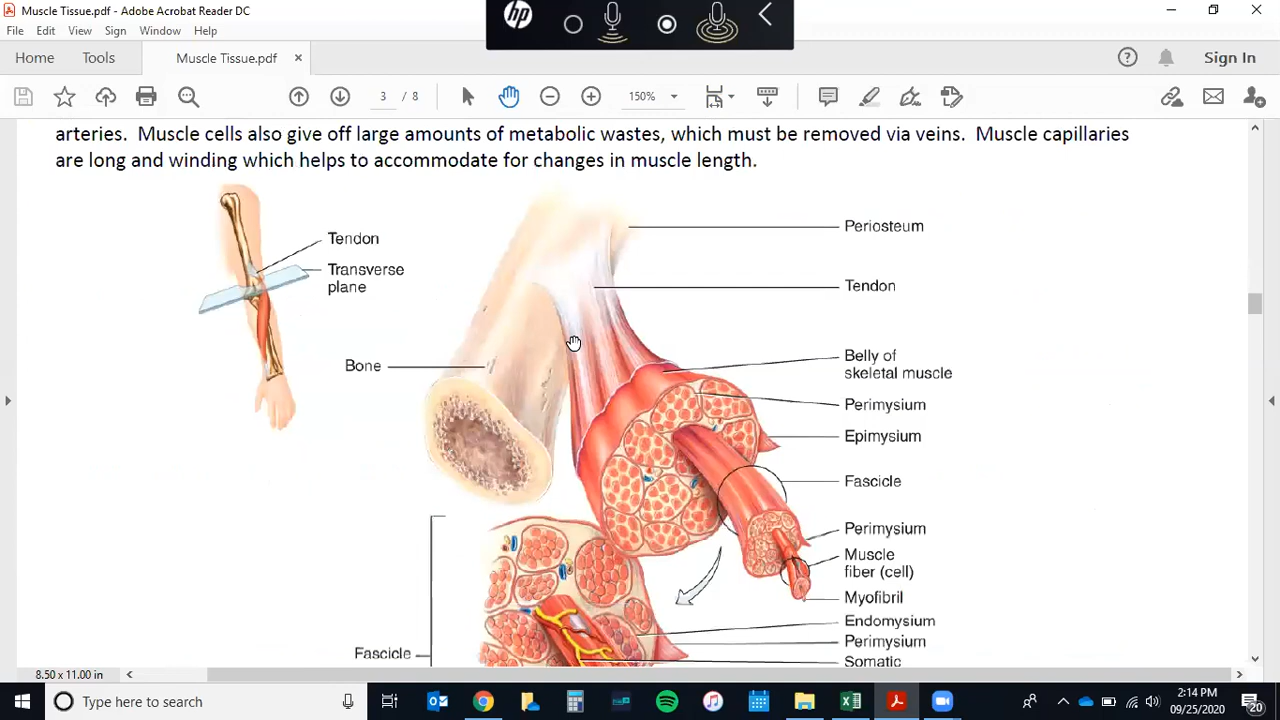 Muscle Tissue.pdf - Adobe Acrobat Reader DC
hp
File Edit View Sign Window Help
Home Tools Muscle Tissue.pdf × Sign In
3 / 8 150%
arteries. Muscle cells also give off large amounts of metabolic wastes, which must be removed via veins. Muscle capillaries
are long and winding which helps to accommodate for changes in muscle length.
Periosteum
Tendon
Transverse
plane
Tendon
Bone
Belly of
skeletal muscle
Perimysium
Epimysium
Fascicle
Perimysium
Muscle
fiber (cell)
Myofibril
Endomysium
Perimysium
Fascicle
Somatic
8.50 x 11.00 in
Type here to search
2:14 PM
09/25/2020
20